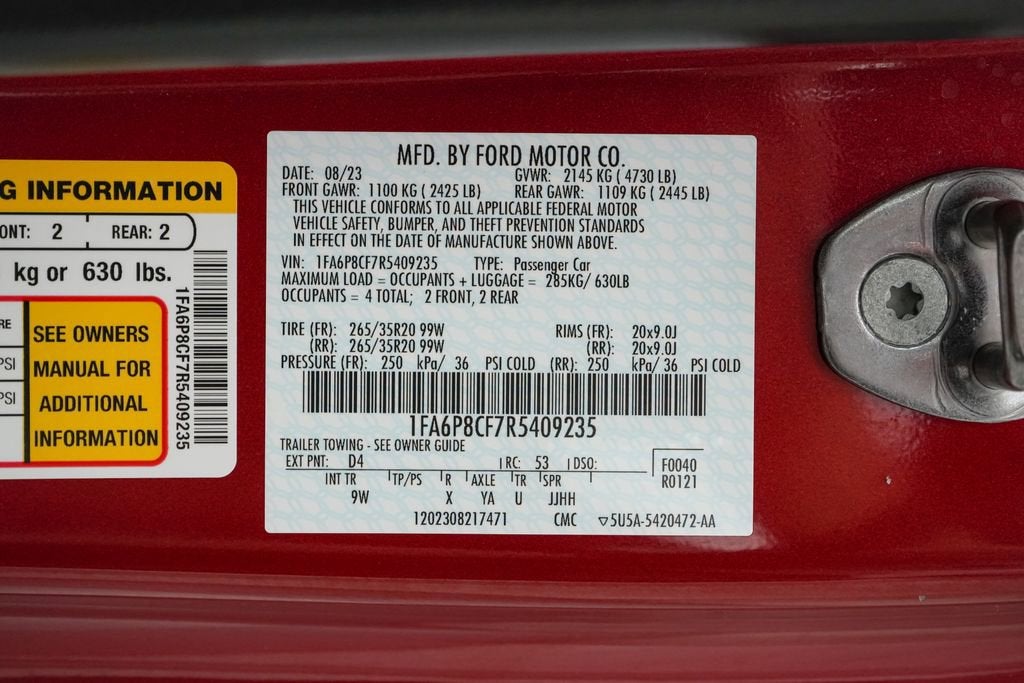 G INFORMATION
ONT: 2 REAR: 2
kg or 630 lbs.
RE
PSI
PSI
SEE OWNERS
MANUAL FOR
ADDITIONAL
INFORMATION
1FA6P8CF7R5409235
MFD. BY FORD MOTOR CO.
DATE: 08/23 GVWR: 2145 KG ( 4730 LB)
FRONT GAWR: 1100 KG ( 2425 LB) REAR GAWR: 1109 KG ( 2445 LB)
THIS VEHICLE CONFORMS TO ALL APPLICABLE FEDERAL MOTOR
VEHICLE SAFETY, BUMPER, AND THEFT PREVENTION STANDARDS
IN EFFECT ON THE DATE OF MANUFACTURE SHOWN ABOVE.
VIN: 1FA6P8CF7R5409235 TYPE: Passenger Car
MAXIMUM LOAD = OCCUPANTS + LUGGAGE = 285KG/ 630LB
OCCUPANTS = 4 TOTAL; 2 FRONT, 2 REAR
TIRE (FR): 265/35R20 99W RIMS (FR): 20x9.0J
(RR): 265/35R20 99W (RR): 20x9.0J
PRESSURE (FR): 250 kPa/ 36 PSI COLD (RR): 250 kPa/ 36 PSI COLD
1FA6P8CF7R5409235
TRAILER TOWING - SEE OWNER GUIDE
EXT PNT: D4 RC: 53 DSO: F0040
INT TR TP/PS R AXLE TR SPR R0121
9W X YA U JJHH
1202308217471 CMC ▽5U5A-5420472-AA